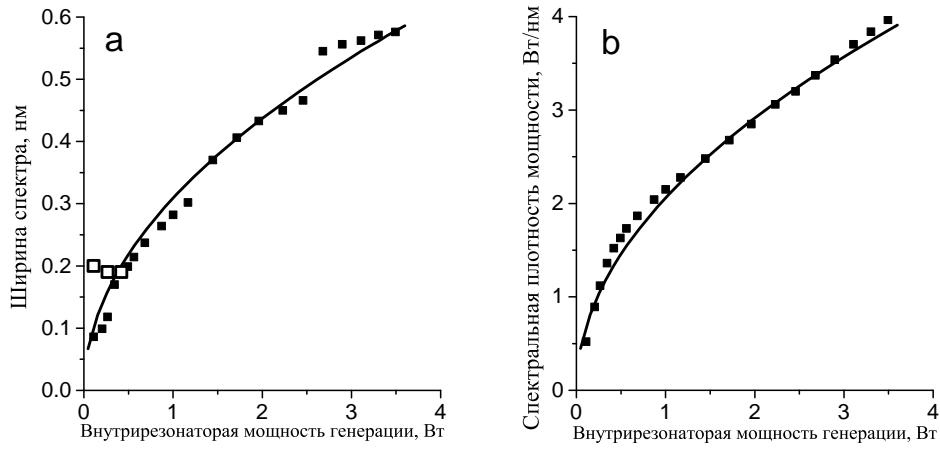 a
0.6
0.5
0.4
0.3
0.2
0.1
0.0
0 1 2 3 4
Ширина спектра, нм
Внутрирезонаторая мощность генерации, Вт
b
4
3
2
1
0
0 1 2 3 4
Спектральная плотность мощности, Вт/нм
Внутрирезонаторая мощность генерации, Вт